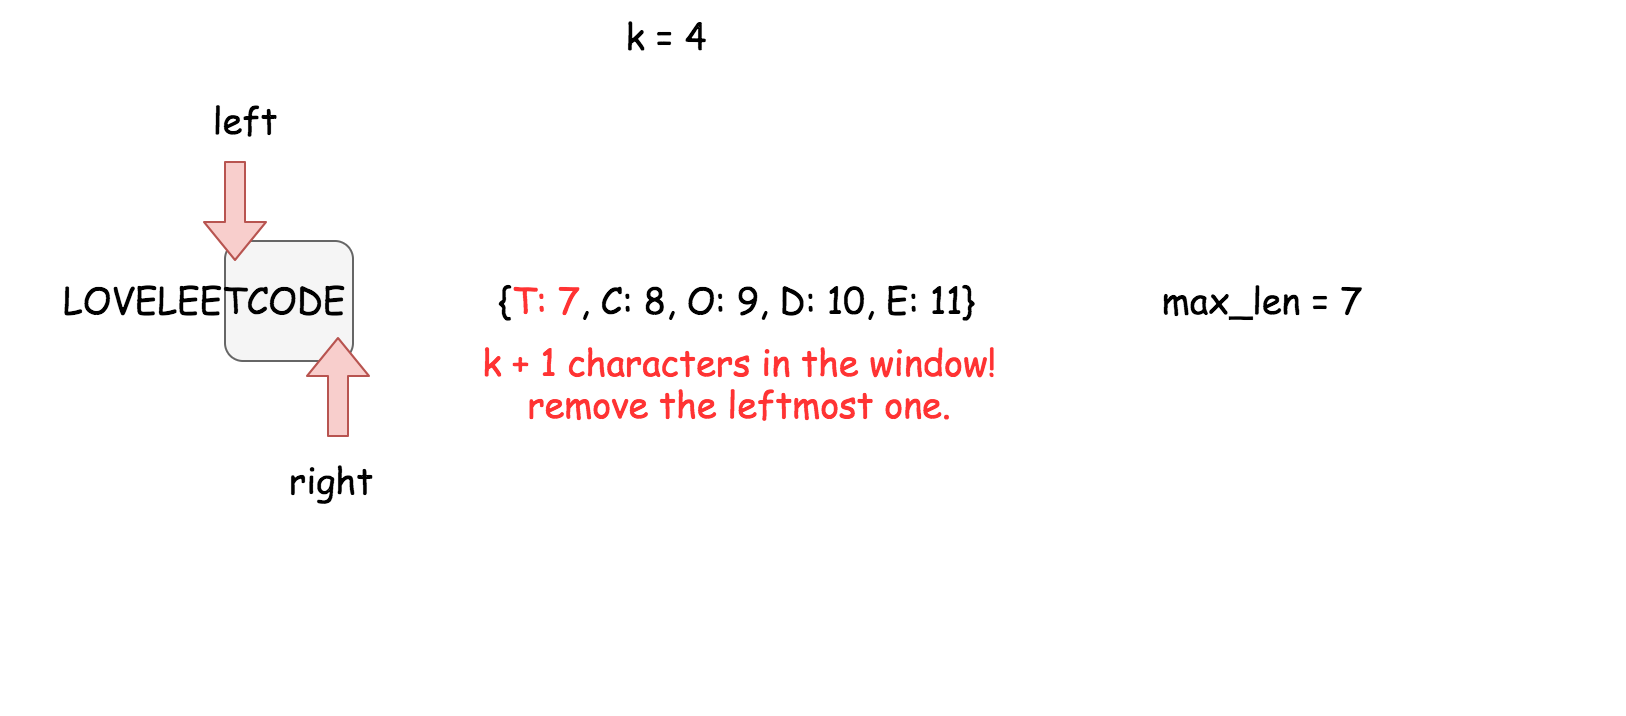 k = 4
left
LOVELEETCODE
{T: 7, C: 8, O: 9, D: 10, E: 11}
max_len = 7
k + 1 characters in the window!
remove the leftmost one.
right